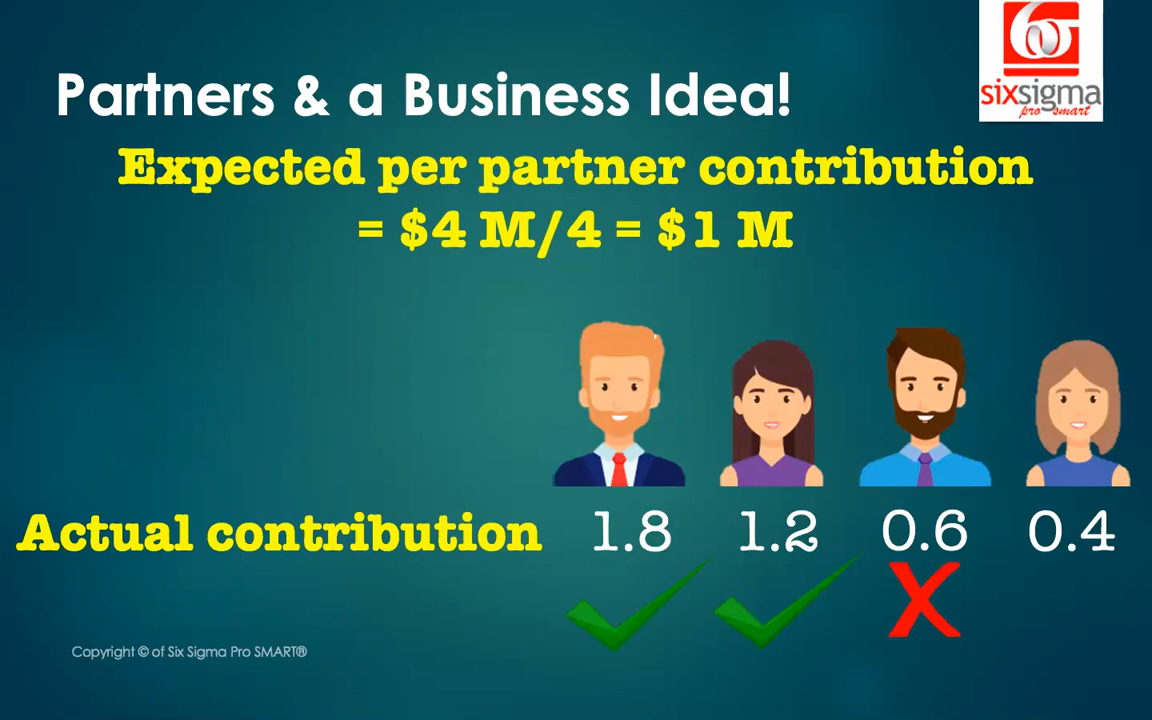 6σ
sixsigma
pro smart
Partners & a Business Idea!
Expected per partner contribution
= $4 M/4 = $1 M
Actual contribution 1.8 1.2 0.6 0.4
X
Copyright © of Six Sigma Pro SMART®